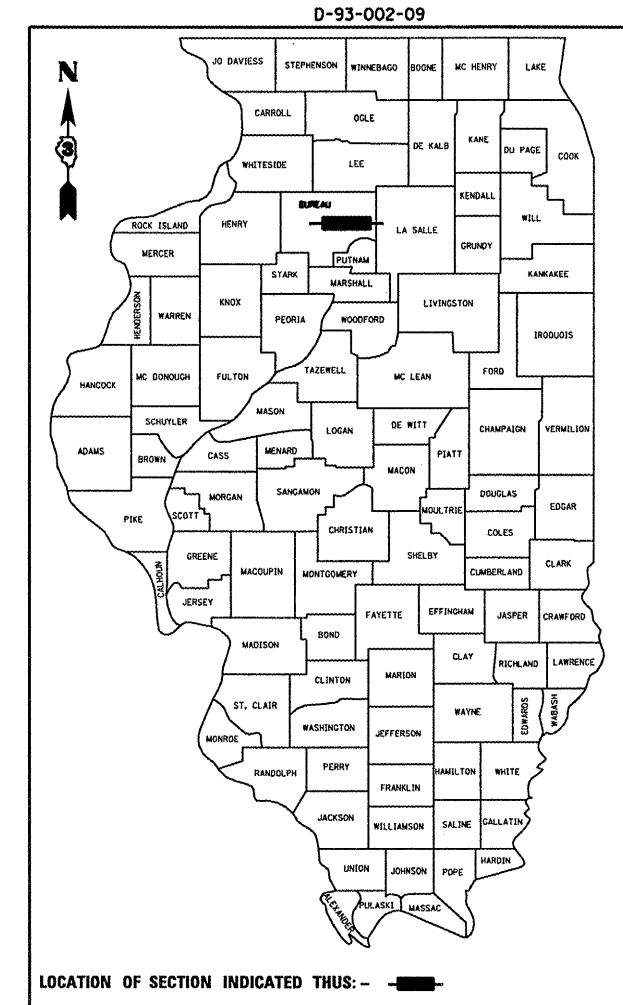 D-93-002-09
JO DAVIESS STEPHENSON WINNEBAGO BOONE MC HENRY LAKE
N
CARROLL OGLE
3
DE KALB KANE DU PAGE COOK
WHITESIDE LEE
KENDALL
BUREAU
ROCK ISLAND HENRY LA SALLE WILL
GRUNDY
MERCER PUTNAM
STARK KANKAKEE
MARSHALL
HENDERSON WARREN KNOX LIVINGSTON
PEORIA WOODFORD
IROQUOIS
TAZEWELL FORD
HANCOCK MC DONOUGH FULTON MC LEAN
MASON
SCHUYLER LOGAN DE WITT CHAMPAIGN VERMILION
ADAMS
BROWN CASS MENARD PIATT
MACON
SANGAMON
MORGAN DOUGLAS
PIKE SCOTT MOULTRIE EDGAR
CHRISTIAN COLES
GREENE SHELBY
CALHOUN MACOUPIN MONTGOMERY CUMBERLAND CLARK
JERSEY
FAYETTE EFFINGHAM JASPER CRAWFORD
BOND
MADISON
CLAY RICHLAND LAWRENCE
CLINTON MARION
ST. CLAIR
WAYNE EDWARDS WABASH
WASHINGTON JEFFERSON
MONROE
PERRY
RANDOLPH HAMILTON WHITE
FRANKLIN
JACKSON
WILLIAMSON SALINE GALLATIN
HARDIN
UNION JOHNSON POPE
ALEXANDER PULASKI MASSAC
LOCATION OF SECTION INDICATED THUS: -